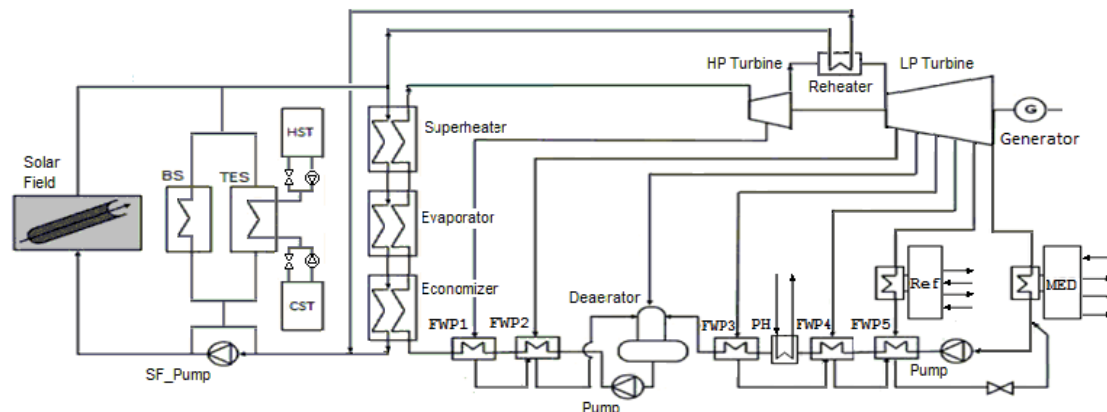 HP Turbine
LP Turbine
Reheater
G
Generator
Superheater
HST
Solar
Field
BS
TES
Evaporator
CST
Economizer
Deaerator
Ref
MED
FWP1
FWP2
FWP3
PH
FWP4
FWP5
SF_Pump
Pump
Pump